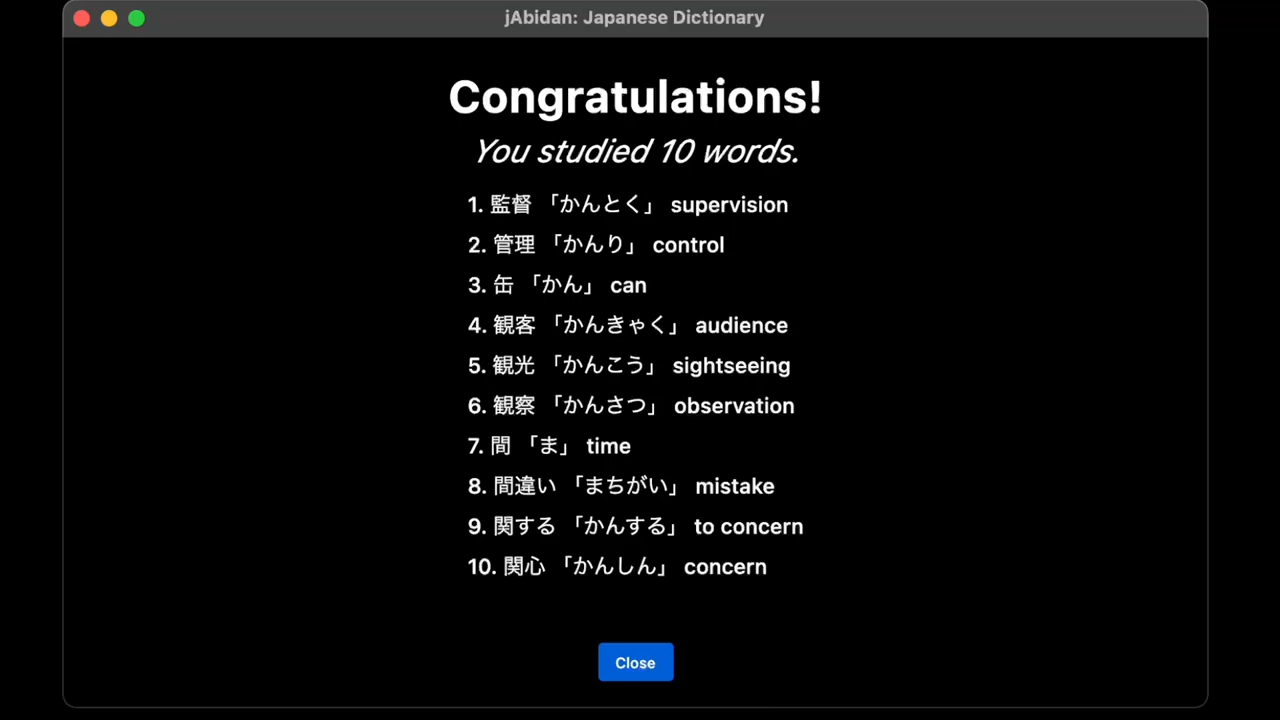 jAbidan: Japanese Dictionary
Congratulations!
You studied 10 words.
1. 監督 「かんとく」 supervision
2. 管理 「かんり」 control
3. 缶 「かん」 can
4. 観客 「かんきゃく」 audience
5. 観光 「かんこう」 sightseeing
6. 観察 「かんさつ」 observation
7. 間 「ま」 time
8. 間違い 「まちがい」 mistake
9. 関する 「かんする」 to concern
10. 関心 「かんしん」 concern
Close